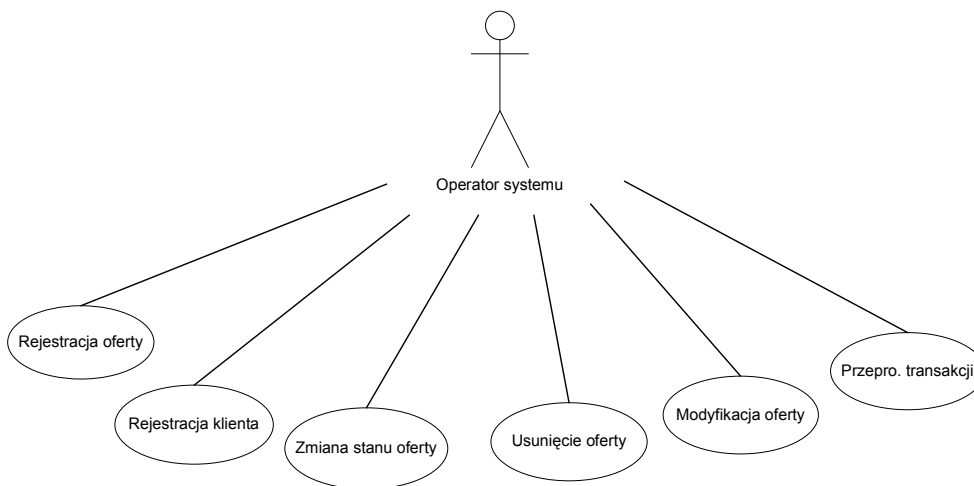 Operator systemu
Rejestracja oferty
Rejestracja klienta
Zmiana stanu oferty
Usunięcie oferty
Modyfikacja oferty
Przepro. transakcji